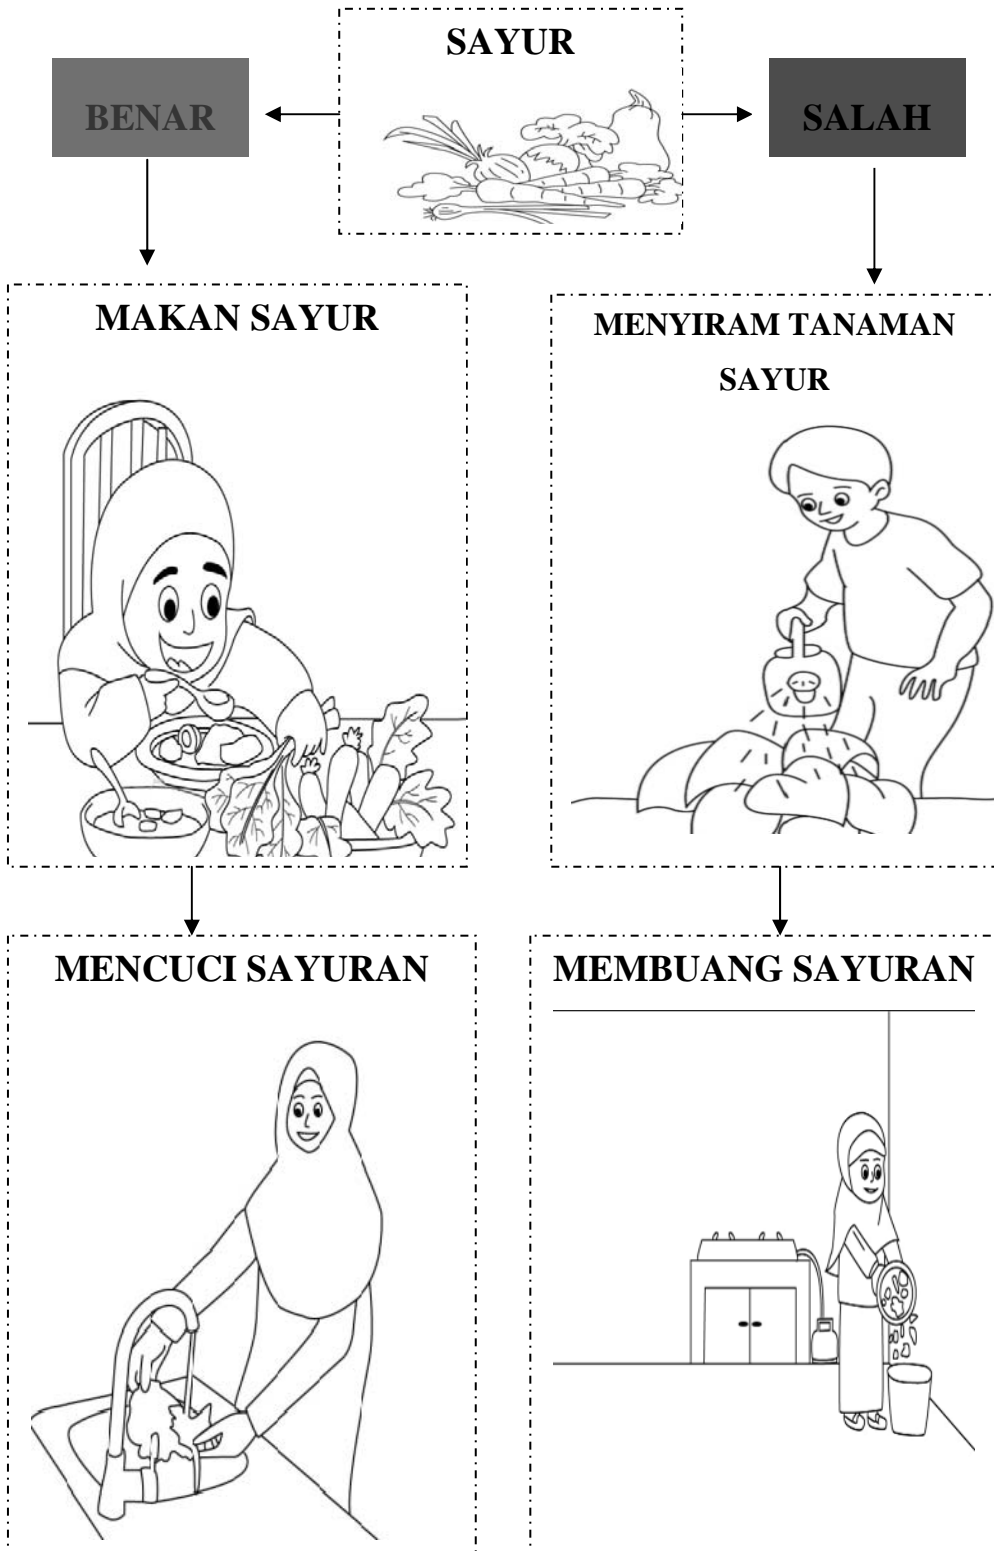 SAYUR
BENAR
SALAH
MAKAN SAYUR
MENYIRAM TANAMAN
SAYUR
MENCUCI SAYURAN
MEMBUANG SAYURAN